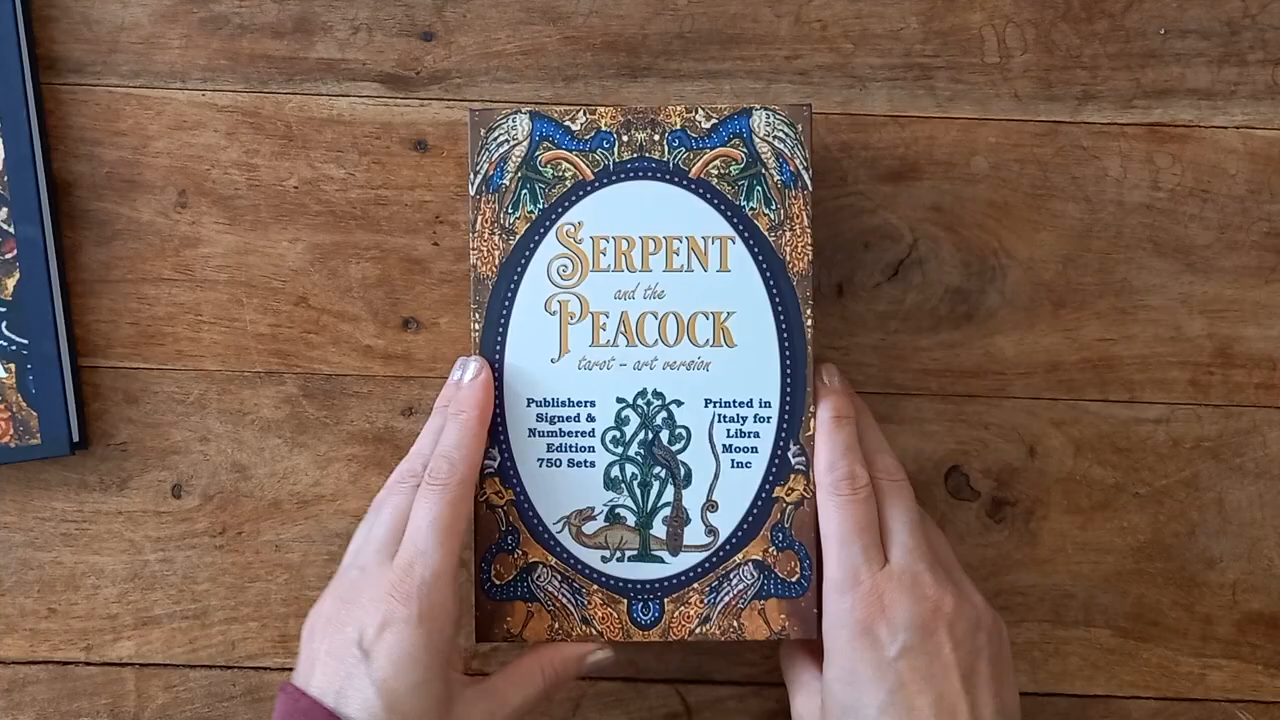 SERPENT
and the
PEACOCK
tarot - art version
Publishers
Signed &
Numbered
Edition
750 Sets
Printed in
Italy for
Libra
Moon
Inc